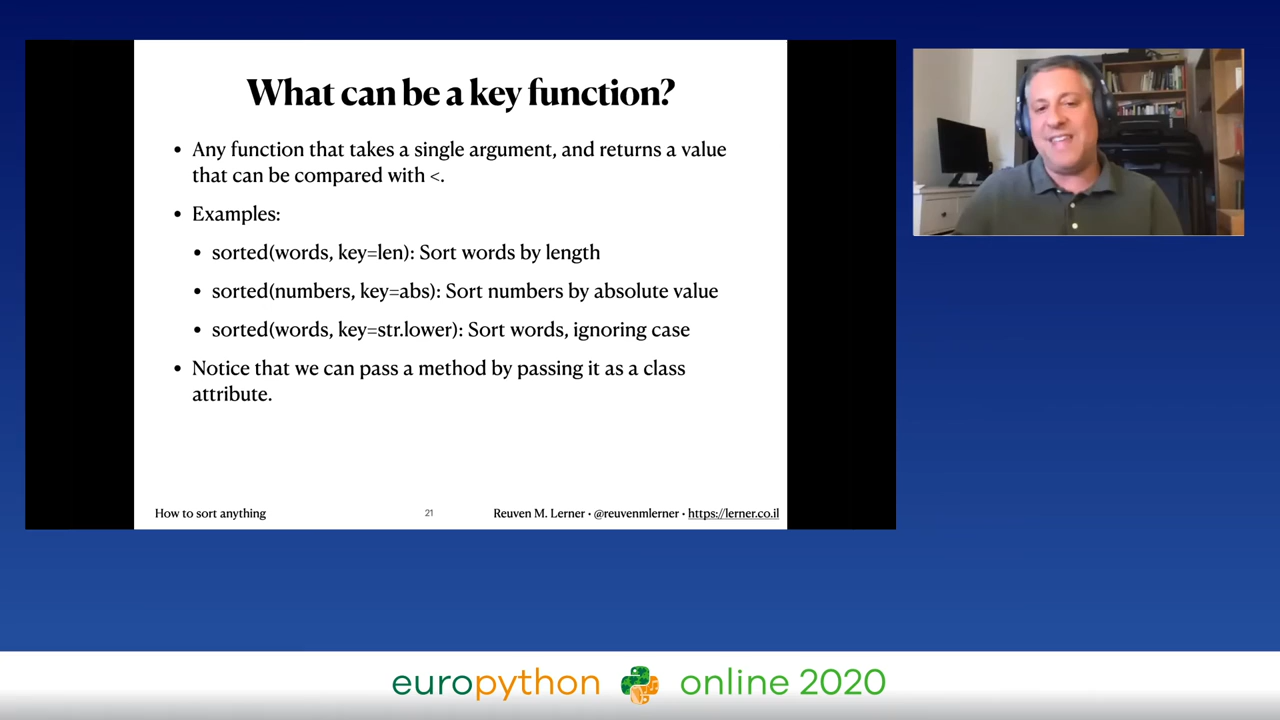 What can be a key function?
• Any function that takes a single argument, and returns a value
that can be compared with <.
• Examples:
• sorted(words, key=len): Sort words by length
• sorted(numbers, key=abs): Sort numbers by absolute value
• sorted(words, key=str.lower): Sort words, ignoring case
• Notice that we can pass a method by passing it as a class
attribute.
How to sort anything
21
Reuven M. Lerner • @reuvenmlerner • https://lerner.co.il
europython online 2020